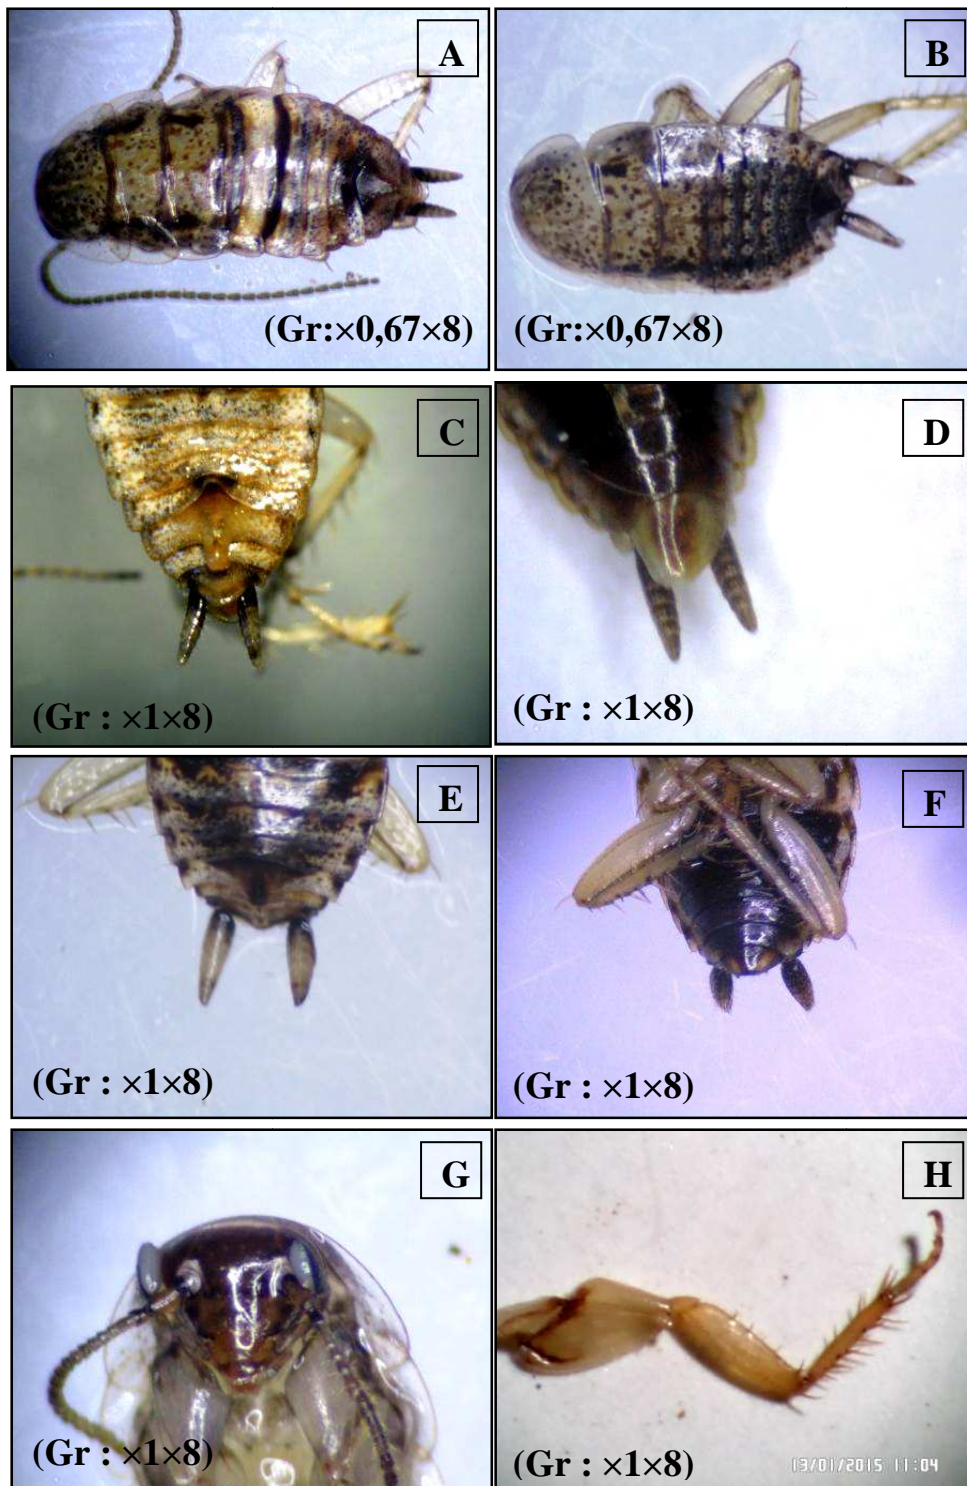 A
(Gr:×0,67×8)
B
(Gr:×0,67×8)
C
(Gr : ×1×8)
D
(Gr : ×1×8)
E
(Gr : ×1×8)
F
(Gr : ×1×8)
G
(Gr : ×1×8)
H
(Gr : ×1×8)
13/01/2015 11:04